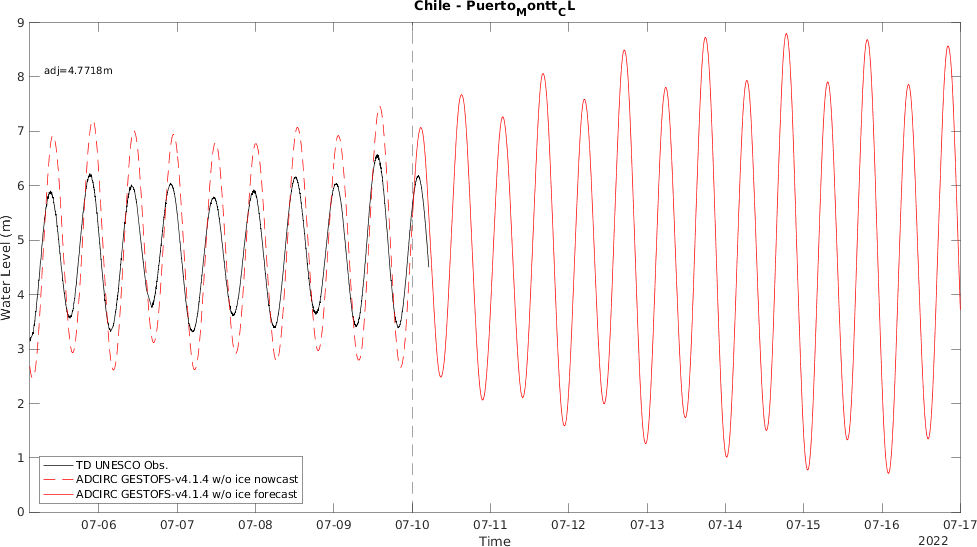 Chile - Puerto_Montt_CL
9
8
7
6
5
4
3
2
1
0
Water Level (m)
adj=4.7718m
TD UNESCO Obs.
ADCIRC GESTOFS-v4.1.4 w/o ice nowcast
ADCIRC GESTOFS-v4.1.4 w/o ice forecast
07-06 07-07 07-08 07-09 07-10 07-11 07-12 07-13 07-14 07-15 07-16 07-17
Time
2022